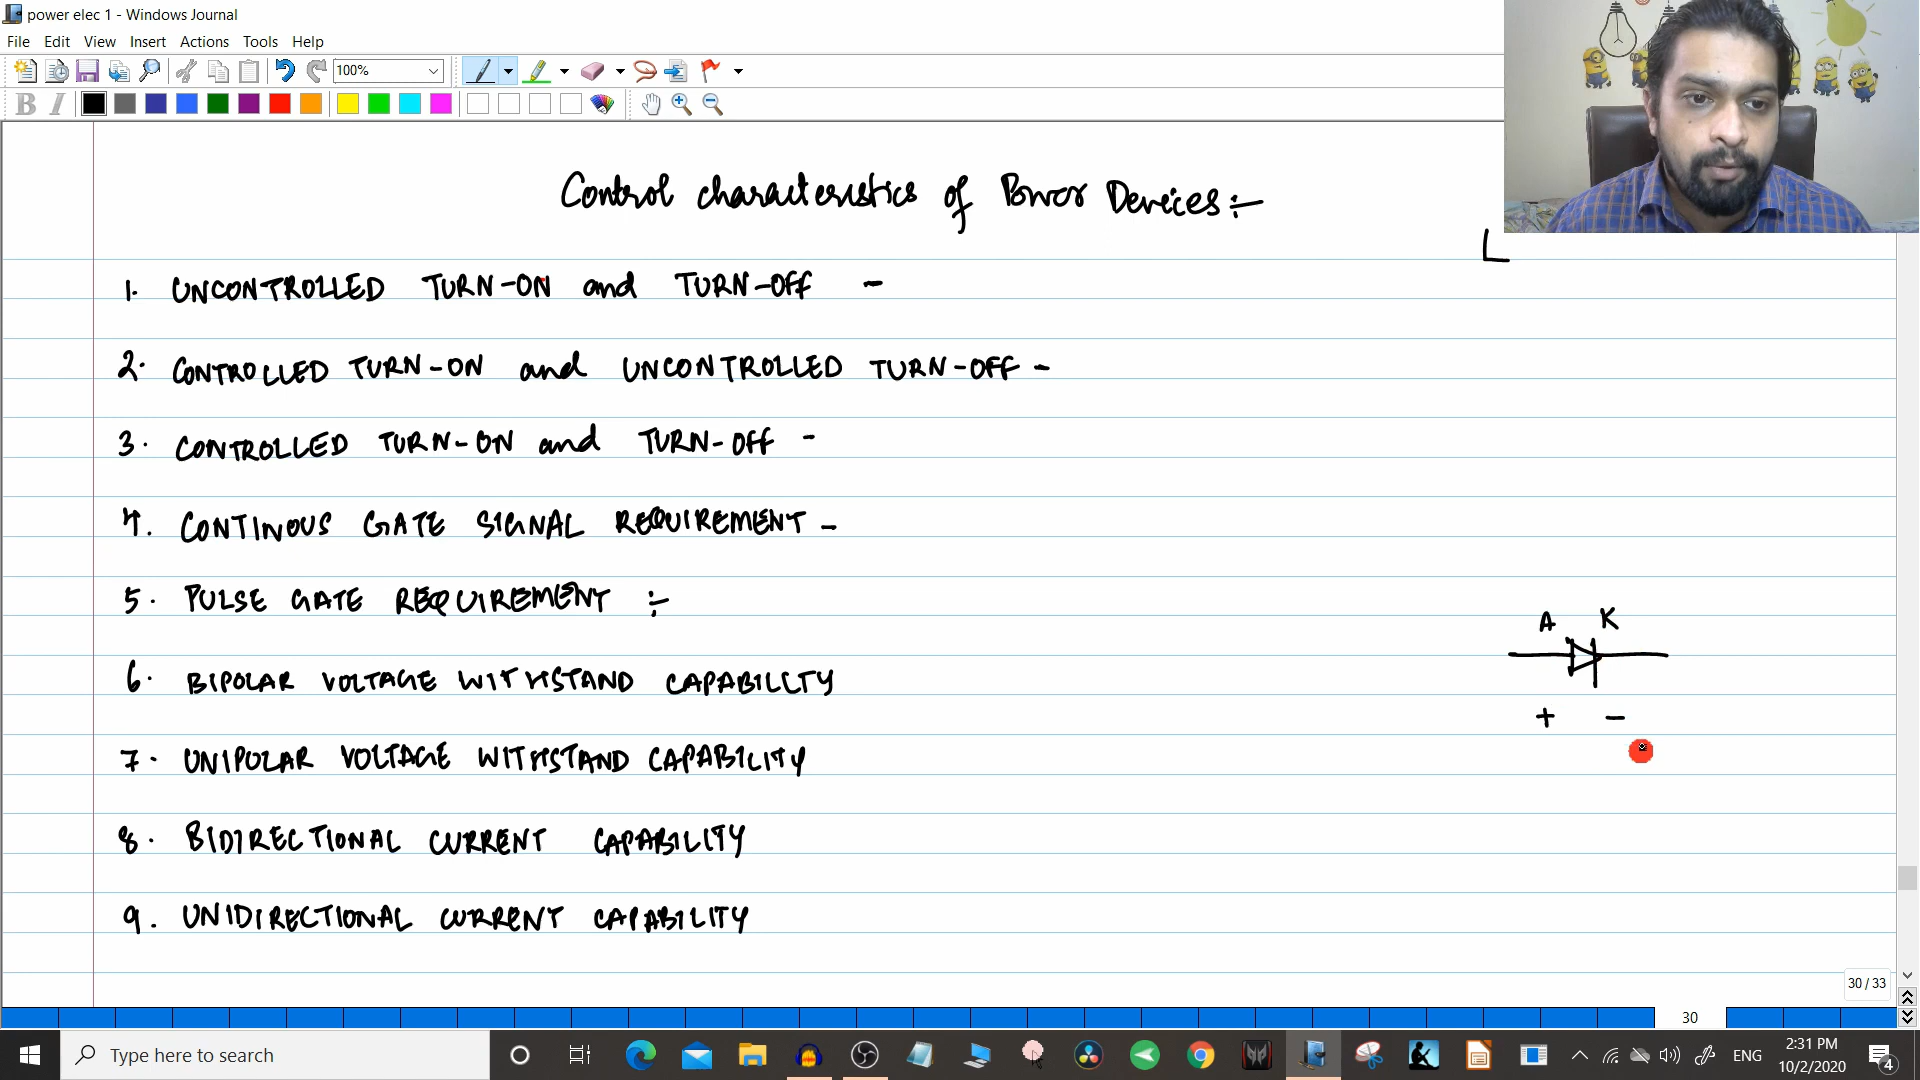 power elec 1 - Windows Journal
File Edit View Insert Actions Tools Help
100%
B I
Control characteristics of Power Devices :-
1. UNCONTROLLED TURN-ON and TURN-OFF -
2. CONTROLLED TURN-ON and UNCONTROLLED TURN-OFF -
3. CONTROLLED TURN-ON and TURN-OFF -
4. CONTINOUS GATE SIGNAL REQUIREMENT -
5. PULSE GATE REQUIREMENT :-
A K
+ -
6. BIPOLAR VOLTAGE WITHSTAND CAPABILITY
7. UNIPOLAR VOLTAGE WITHSTAND CAPABILITY
8. BIDIRECTIONAL CURRENT CAPABILITY
9. UNIDIRECTIONAL CURRENT CAPABILITY
30 / 33
30
Type here to search
ENG
2:31 PM
10/2/2020
4